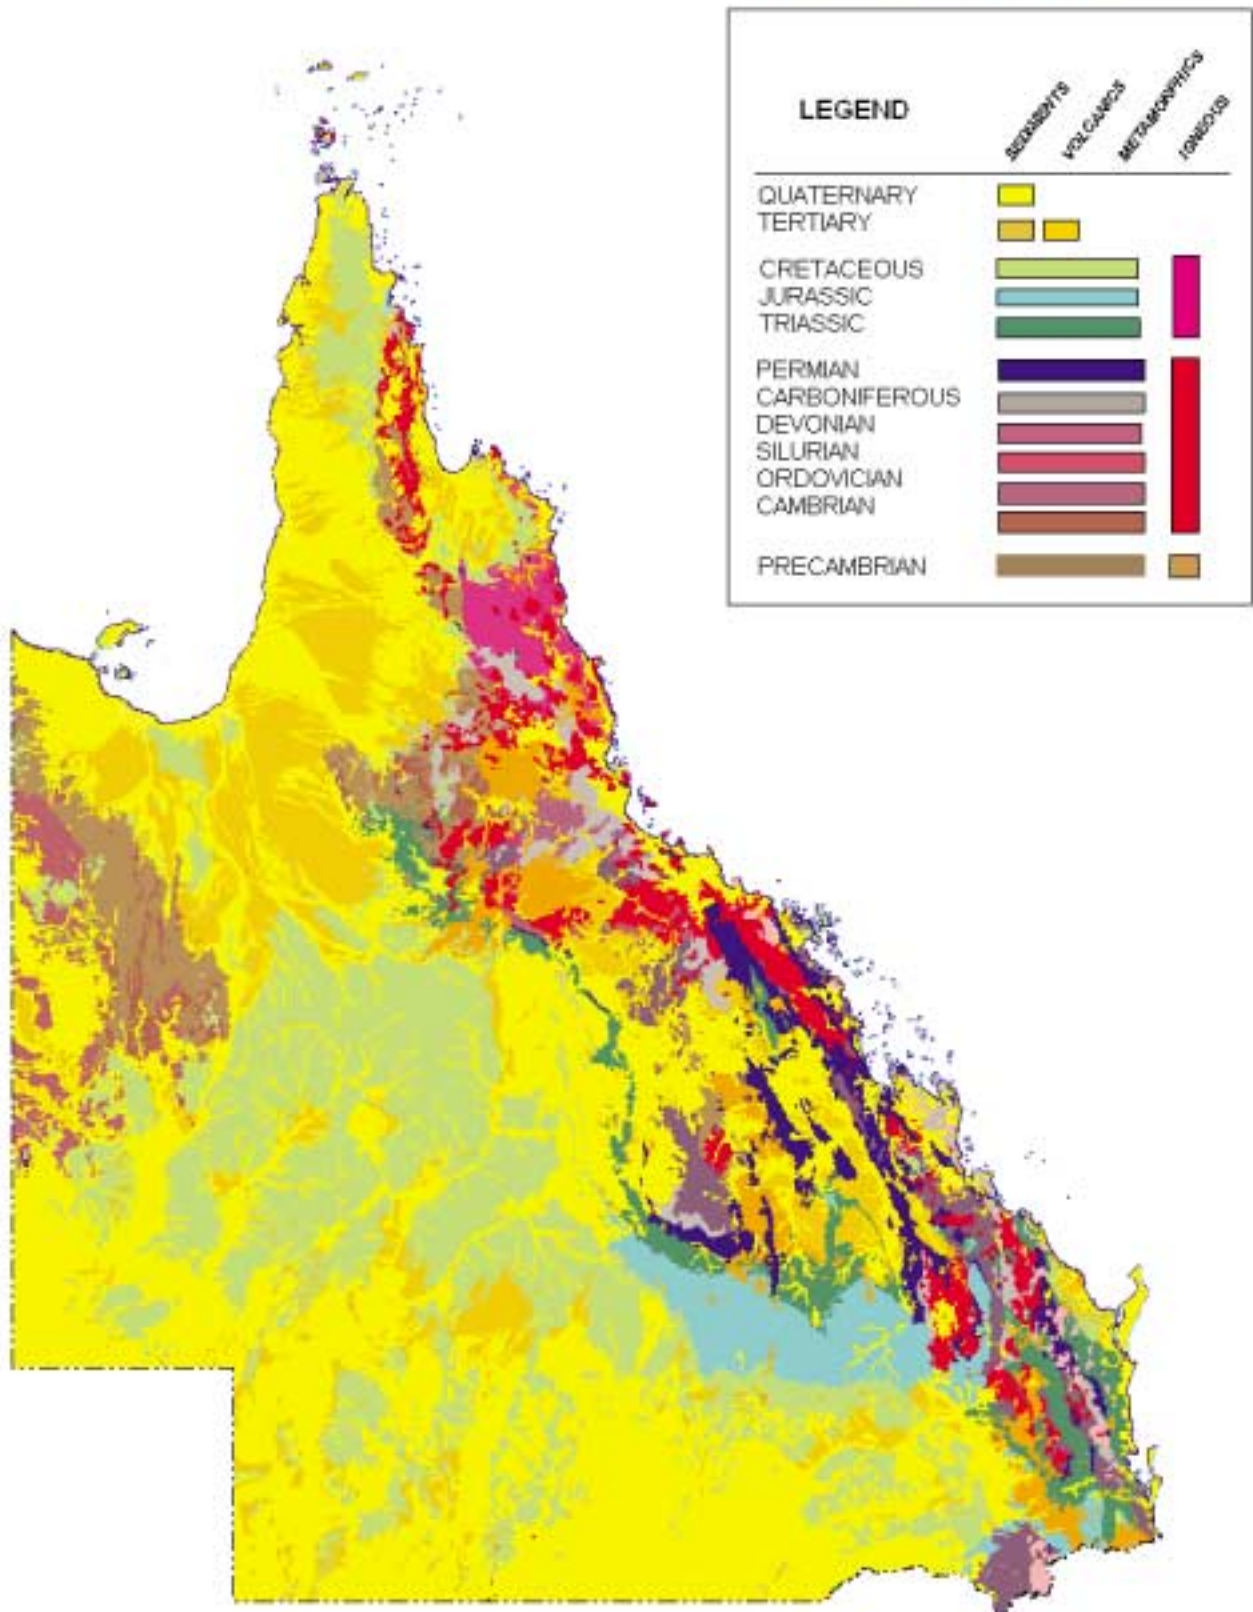 LEGEND
SEDIMENTS
VOLCANICS
METAMORPHICS
IGNEOUS
QUATERNARY
TERTIARY
CRETACEOUS
JURASSIC
TRIASSIC
PERMIAN
CARBONIFEROUS
DEVONIAN
SILURIAN
ORDOVICIAN
CAMBRIAN
PRECAMBRIAN